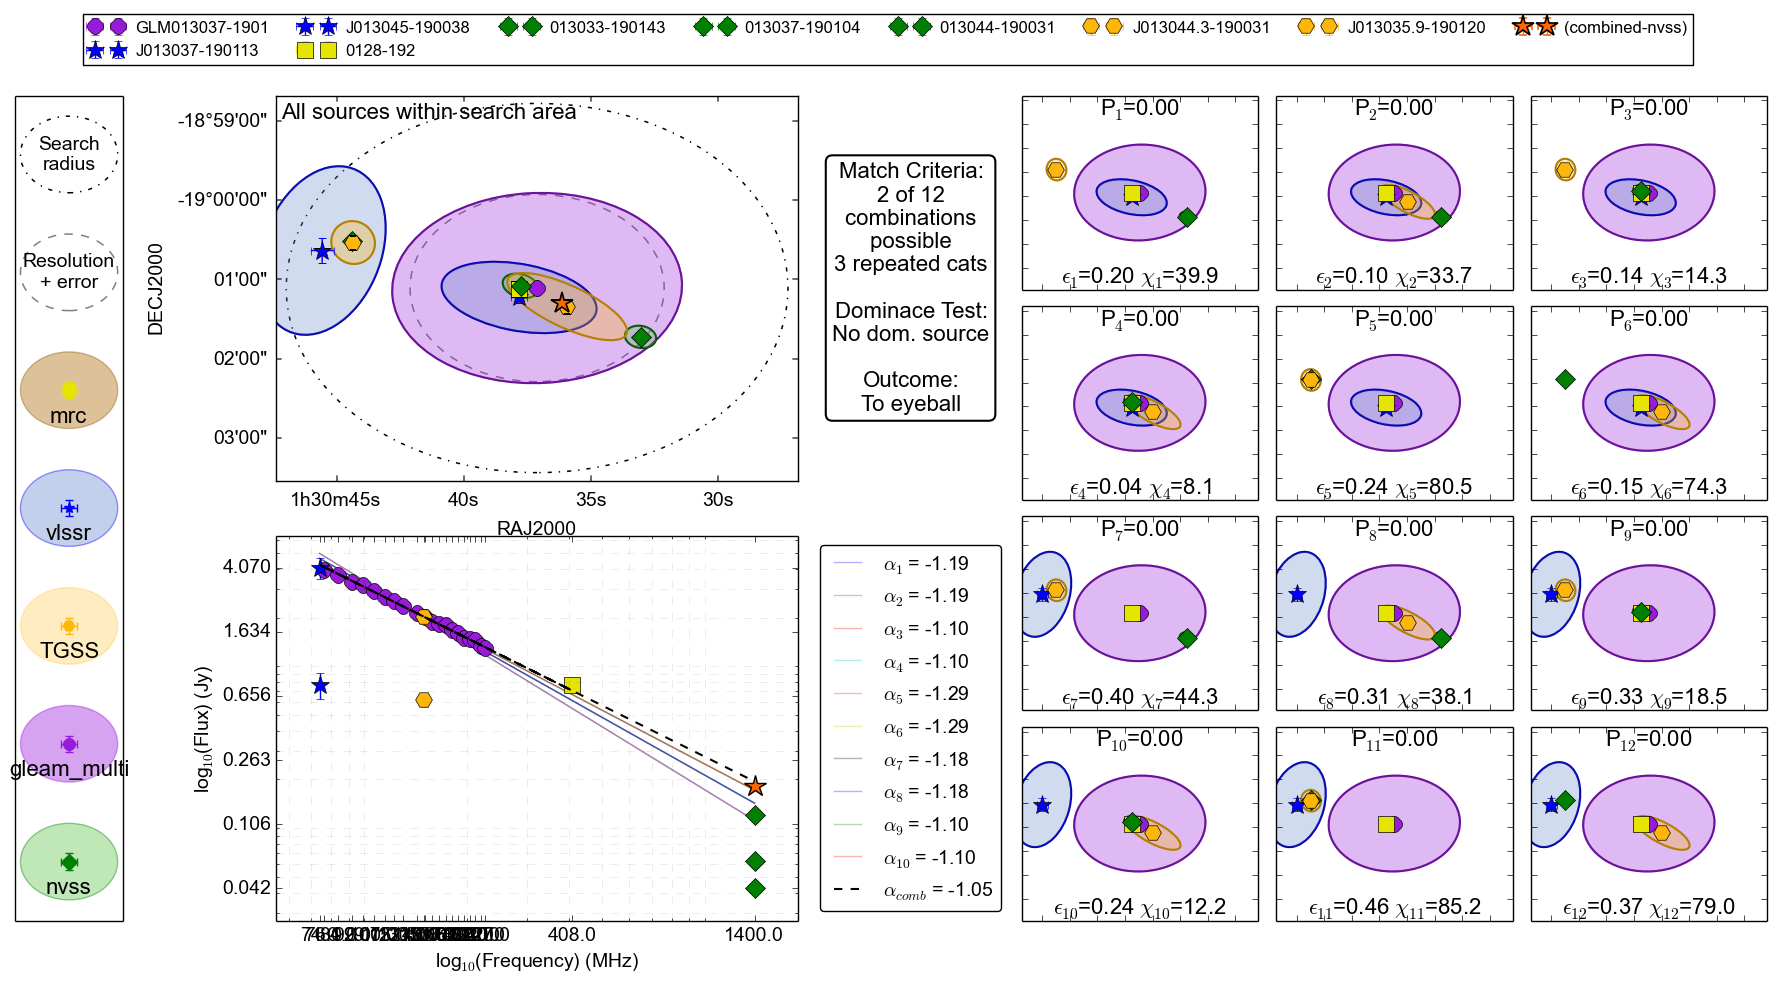 GLM013037-1901
J013045-190038
013033-190143
013037-190104
013044-190031
J013044.3-190031
J013035.9-190120
(combined-nvss)
J013037-190113
0128-192
Search
radius
Resolution
+ error
mrc
vlssr
TGSS
gleam_multi
nvss
All sources within search area
-18°59'00"
-19°00'00"
01'00"
02'00"
03'00"
DECJ2000
1h30m45s
40s
35s
30s
RAJ2000
Match Criteria:
2 of 12
combinations
possible
3 repeated cats
Dominace Test:
No dom. source
Outcome:
To eyeball
4.070
1.634
0.656
0.263
0.106
0.042
log10(Flux) (Jy)
408.0
1400.0
log10(Frequency) (MHz)
α1 = -1.19
α2 = -1.19
α3 = -1.10
α4 = -1.10
α5 = -1.29
α6 = -1.29
α7 = -1.18
α8 = -1.18
α9 = -1.10
α10 = -1.10
αcomb = -1.05
P1=0.00
ϵ1=0.20 χ1=39.9
P2=0.00
ϵ2=0.10 χ2=33.7
P3=0.00
ϵ3=0.14 χ3=14.3
P4=0.00
ϵ4=0.04 χ4=8.1
P5=0.00
ϵ5=0.24 χ5=80.5
P6=0.00
ϵ6=0.15 χ6=74.3
P7=0.00
ϵ7=0.40 χ7=44.3
P8=0.00
ϵ8=0.31 χ8=38.1
P9=0.00
ϵ9=0.33 χ9=18.5
P10=0.00
ϵ10=0.24 χ10=12.2
P11=0.00
ϵ11=0.46 χ11=85.2
P12=0.00
ϵ12=0.37 χ12=79.0